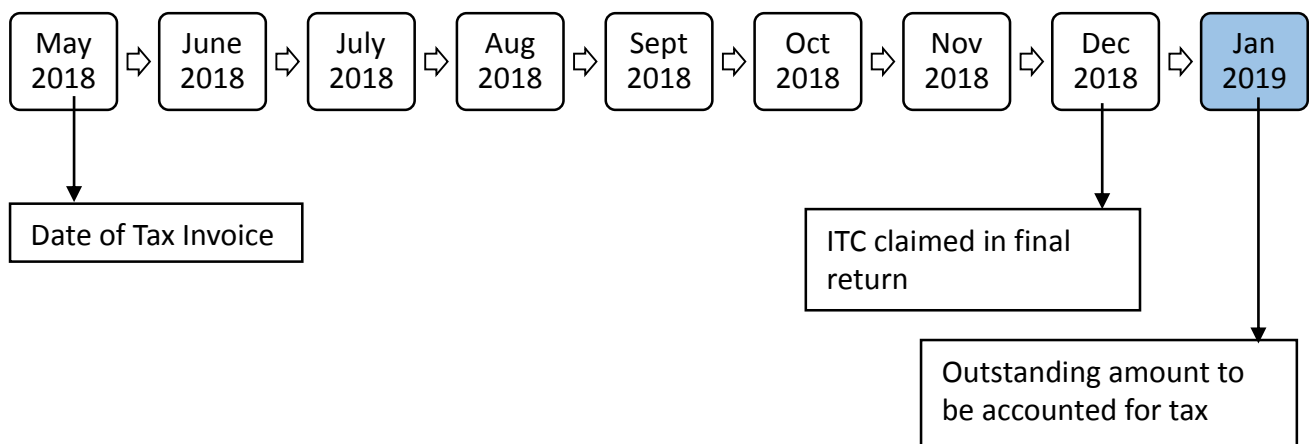 May
2018
June
2018
July
2018
Aug
2018
Sept
2018
Oct
2018
Nov
2018
Dec
2018
Jan
2019
Date of Tax Invoice
ITC claimed in final
return
Outstanding amount to
be accounted for tax